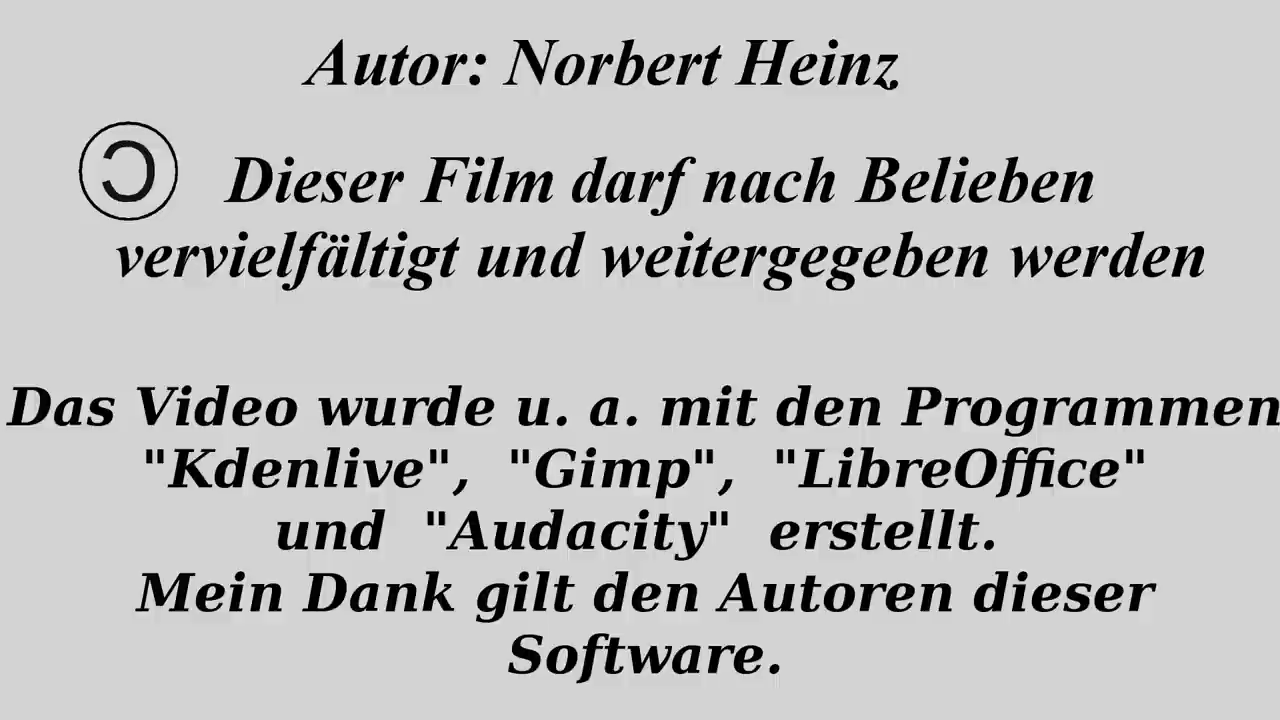 Autor: Norbert Heinz
Ɔ Dieser Film darf nach Belieben
vervielfältigt und weitergegeben werden
Das Video wurde u. a. mit den Programmen
"Kdenlive", "Gimp", "LibreOffice"
und "Audacity" erstellt.
Mein Dank gilt den Autoren dieser
Software.